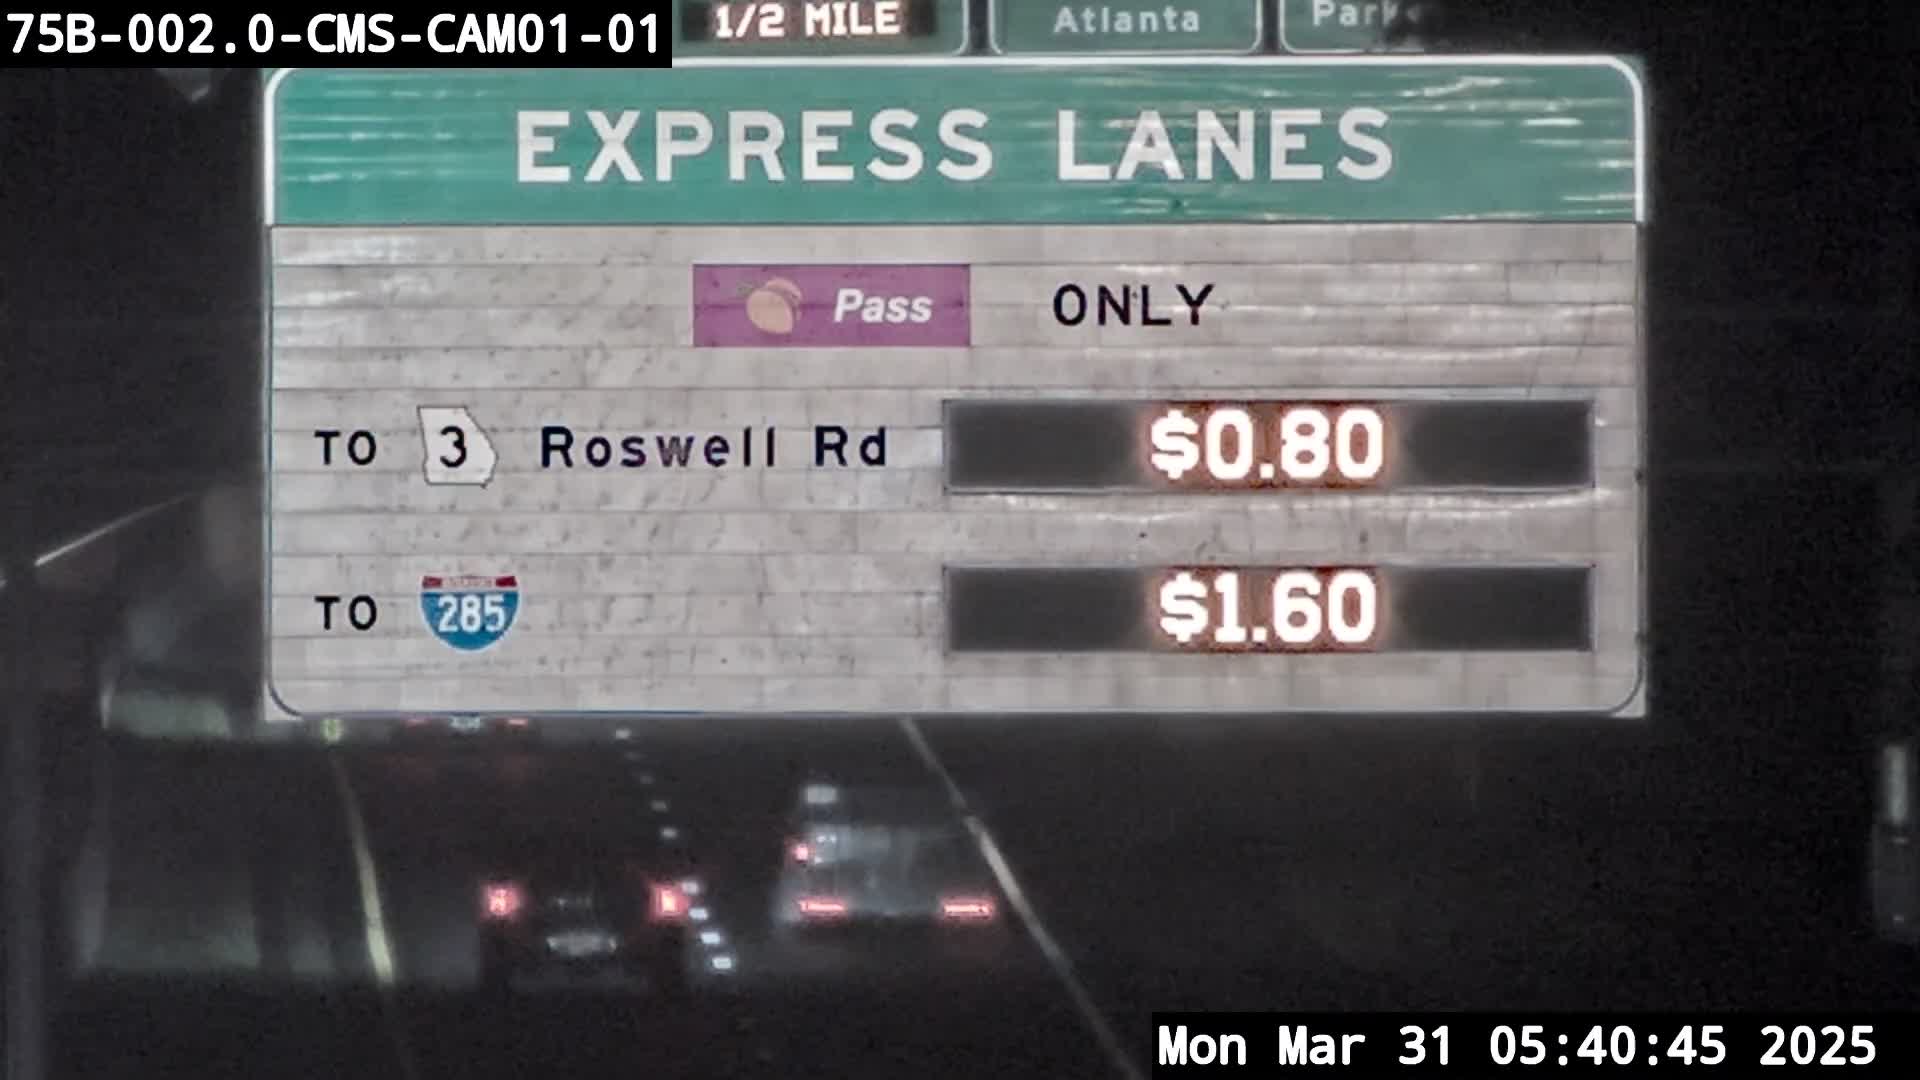 75B-002.0-CMS-CAM01-01
1/2 MILE
Atlanta
EXPRESS LANES
Pass ONLY
TO 3 Roswell Rd $0.80
TO 285 $1.60
Mon Mar 31 05:40:45 2025